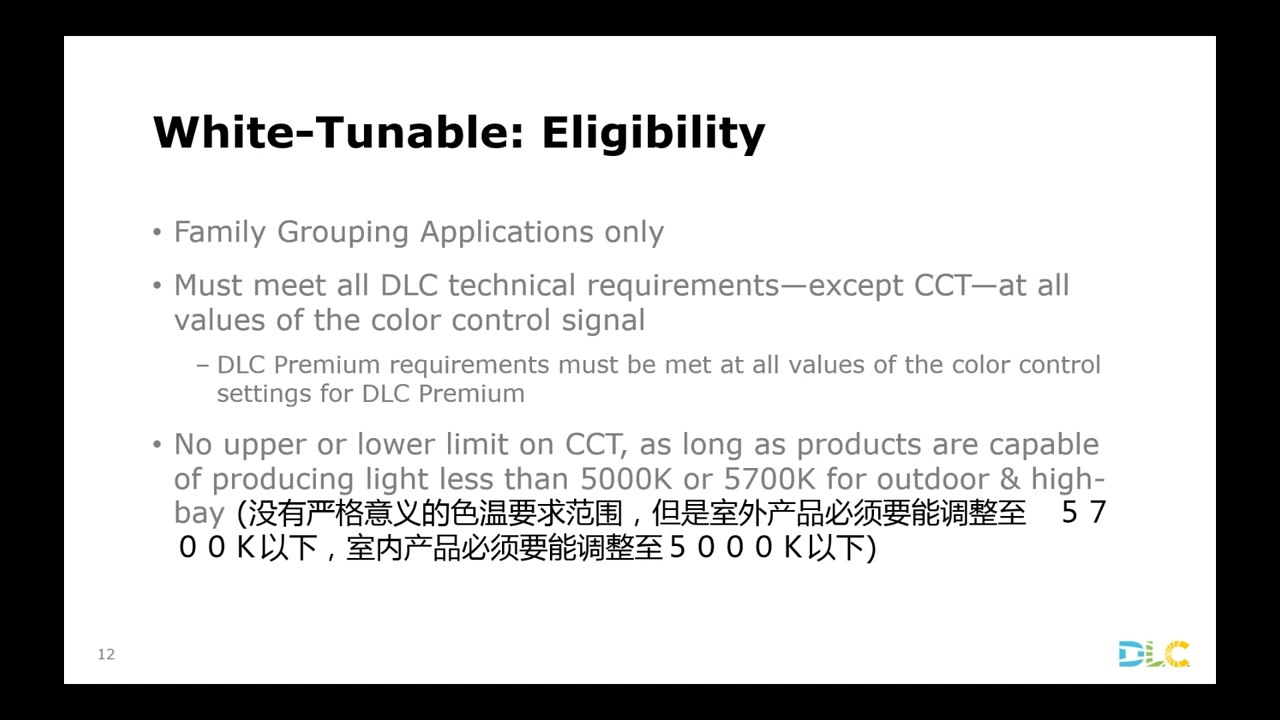 White-Tunable: Eligibility
• Family Grouping Applications only
• Must meet all DLC technical requirements—except CCT—at all
values of the color control signal
– DLC Premium requirements must be met at all values of the color control
settings for DLC Premium
• No upper or lower limit on CCT, as long as products are capable
of producing light less than 5000K or 5700K for outdoor & high-
bay (没有严格意义的色温要求范围，但是室外产品必须要能调整至　５７
００Ｋ以下，室内产品必须要能调整至５０００Ｋ以下)
12
DLC